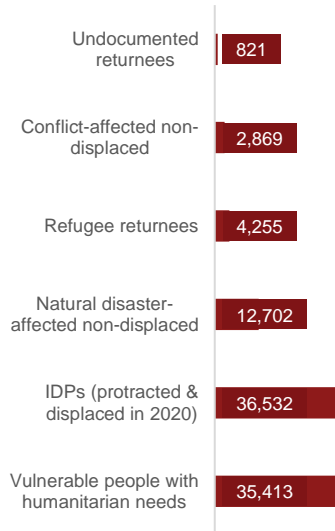 Undocumented
returnees
821
Conflict-affected non-
displaced
2,869
Refugee returnees
4,255
Natural disaster-
affected non-displaced
12,702
IDPs (protracted &
displaced in 2020)
36,532
Vulnerable people with
humanitarian needs
35,413